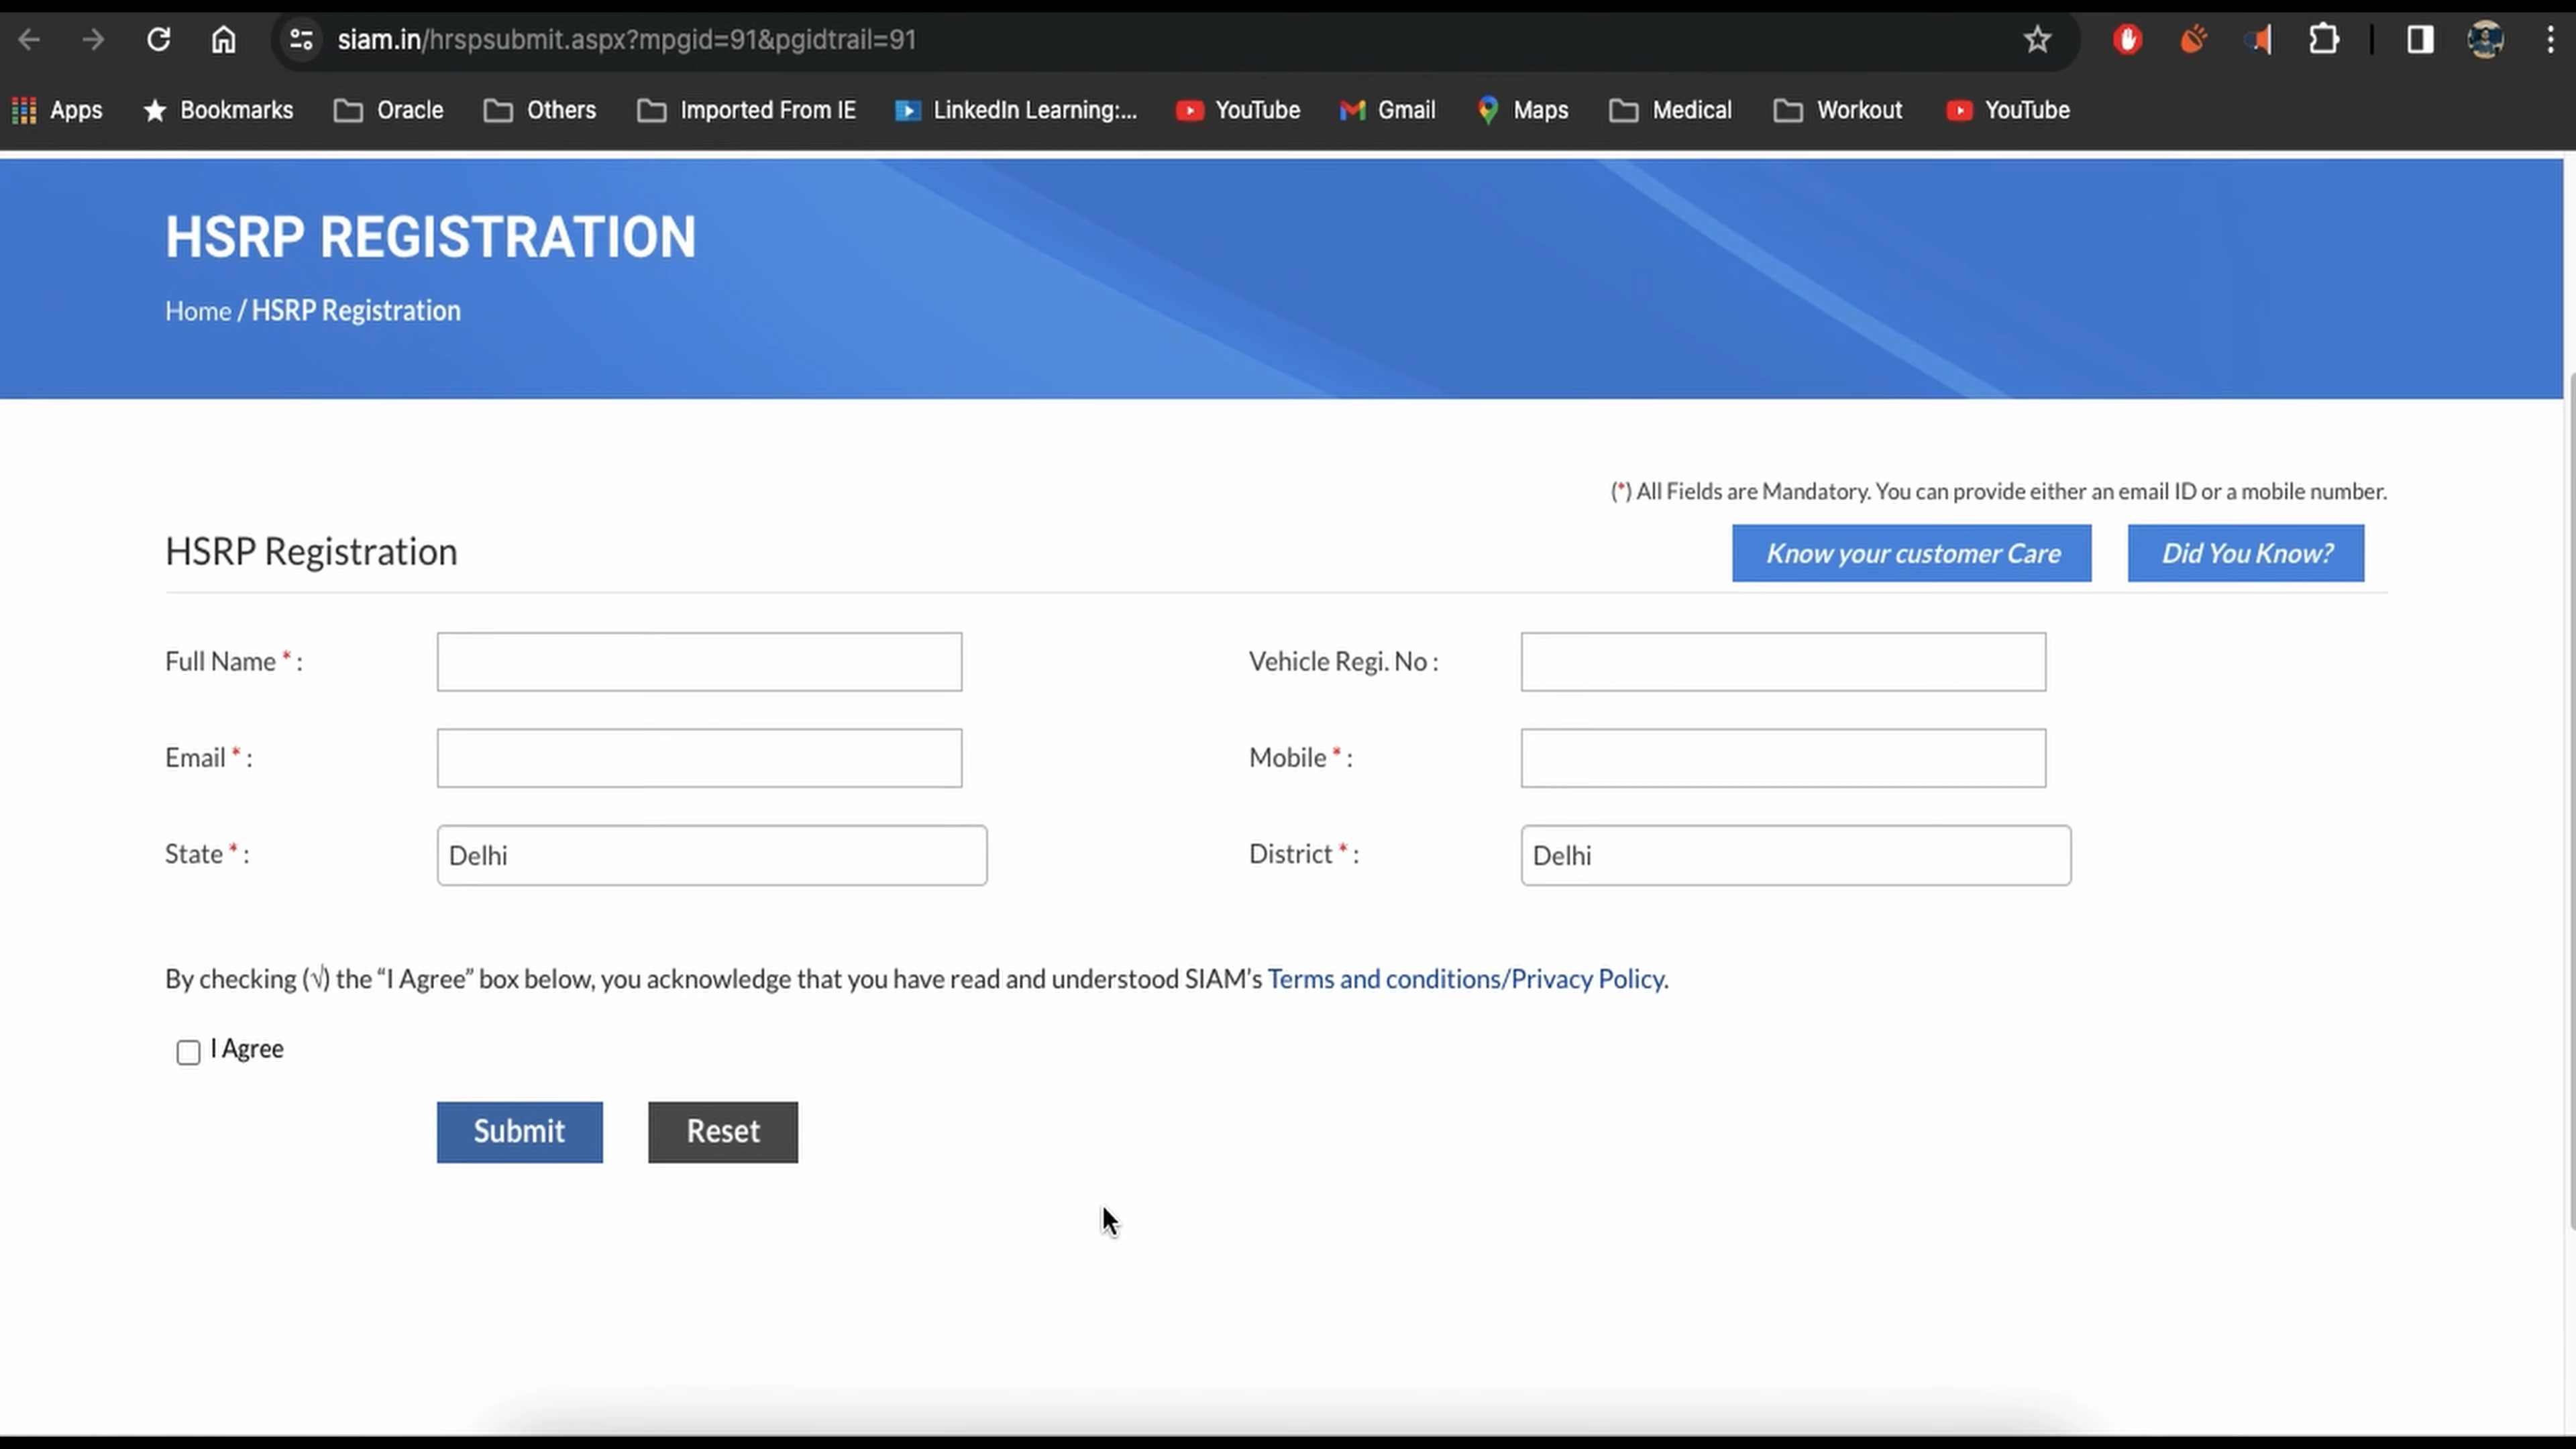 siam.in/hrspsubmit.aspx?mpgid=91&pgidtrail=91
Apps Bookmarks Oracle Others Imported From IE LinkedIn Learning:... YouTube Gmail Maps Medical Workout YouTube
HSRP REGISTRATION
Home / HSRP Registration
(*) All Fields are Mandatory. You can provide either an email ID or a mobile number.
HSRP Registration Know your customer Care Did You Know?
Full Name * : Vehicle Regi. No :
Email * : Mobile * :
State * : Delhi District * : Delhi
By checking (√) the “I Agree” box below, you acknowledge that you have read and understood SIAM’s Terms and conditions/Privacy Policy.
I Agree
Submit Reset